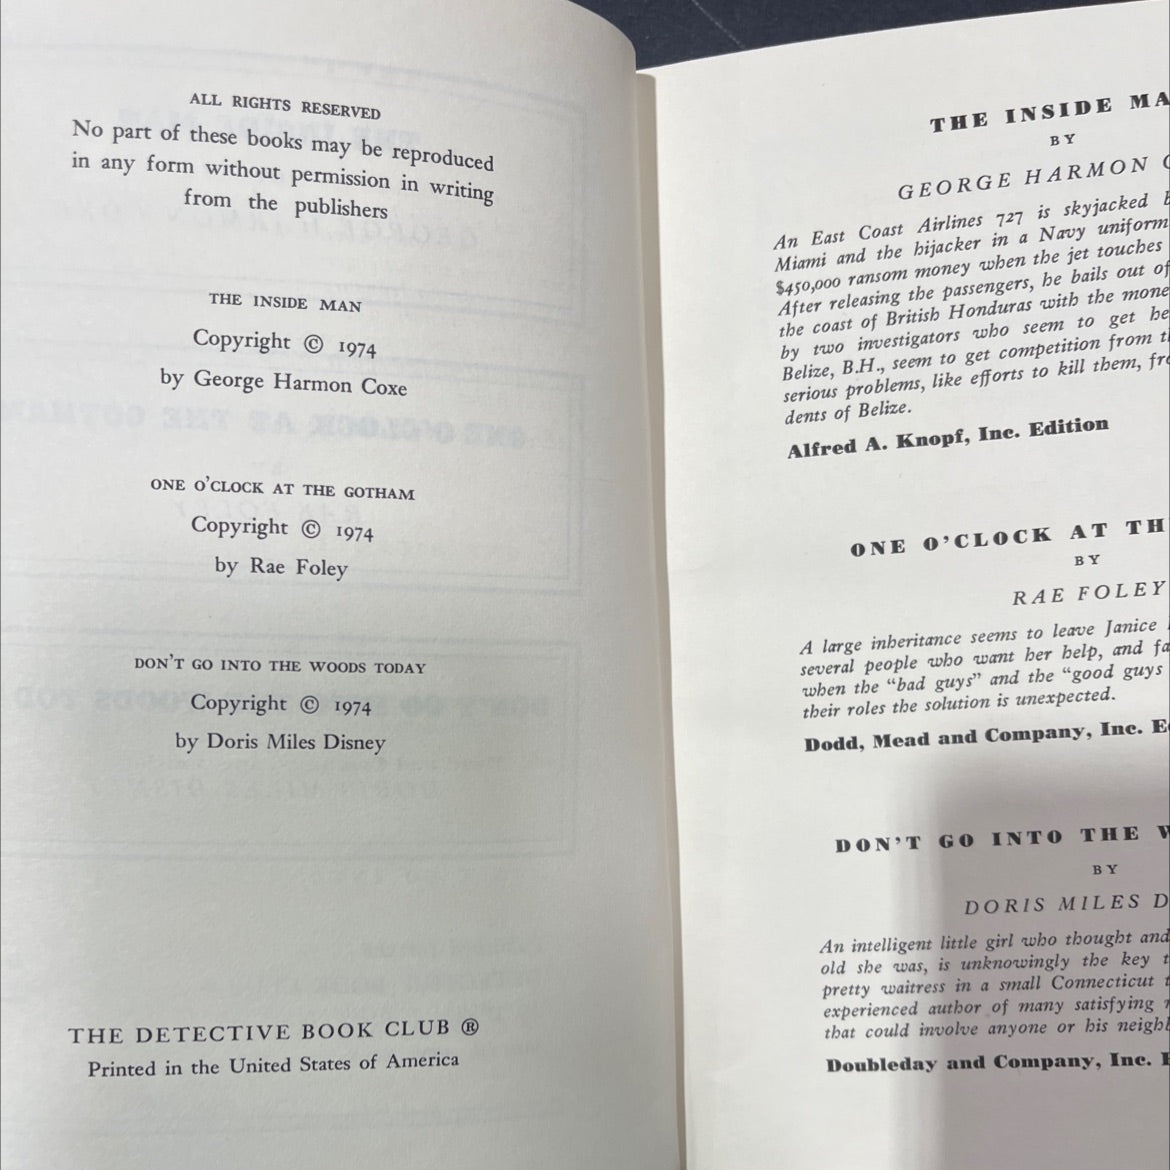 ALL RIGHTS RESERVED
No part of these books may be reproduced
in any form without permission in writing
from the publishers
THE INSIDE MAN
Copyright © 1974
by George Harmon Coxe
ONE O'CLOCK AT THE GOTHAM
Copyright © 1974
by Rae Foley
DON'T GO INTO THE WOODS TODAY
Copyright © 1974
by Doris Miles Disney
THE DETECTIVE BOOK CLUB ®
Printed in the United States of America
THE INSIDE MA
BY
GEORGE HARMON
An East Coast Airlines 727 is skyjacked
Miami and the hijacker in a Navy uniform
$450,000 ransom money when the jet touches
After releasing the passengers, he bails out of
the coast of British Honduras with the mone
by two investigators who seem to get he
Belize, B.H., seem to get competition from
serious problems, like efforts to kill them, fro
dents of Belize.
Alfred A. Knopf, Inc. Edition
ONE O'CLOCK AT TH
BY
RAE FOLEY
A large inheritance seems to leave Janice
several people who want her help, and fa
when the "bad guys" and the "good guys
their roles the solution is unexpected.
Dodd, Mead and Company, Inc.
DON'T GO INTO THE
BY
DORIS MILES D
An intelligent little girl who thought and
old she was, is unknowingly the key
pretty waitress in a small Connecticut
experienced author of many satisfying
that could involve anyone or his neighb
Doubleday and Company, Inc.